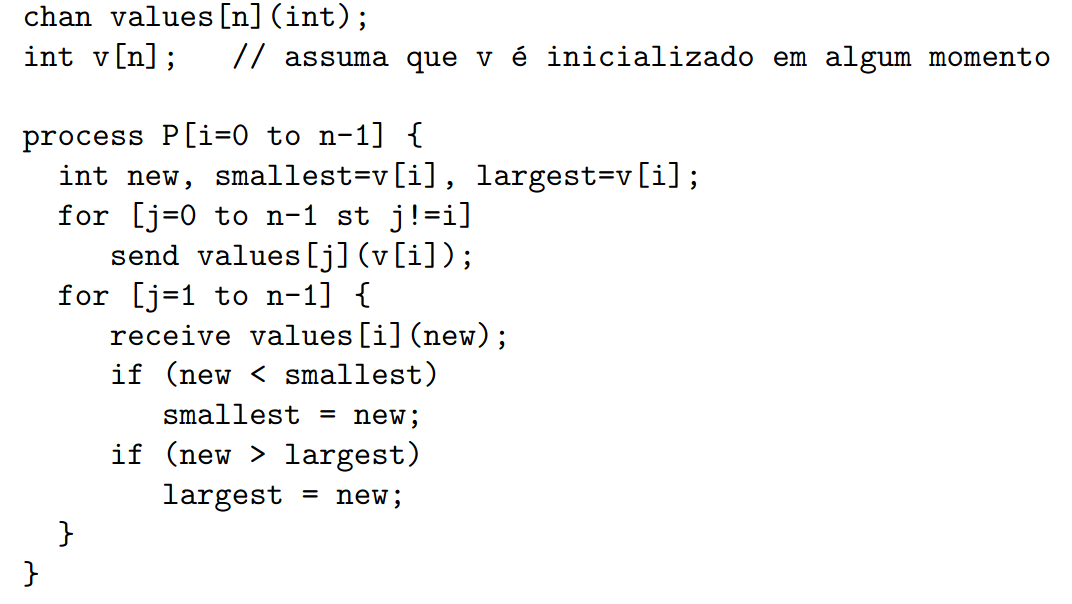 chan values[n](int);
int v[n];   // assuma que v é inicializado em algum momento

process P[i=0 to n-1] {
  int new, smallest=v[i], largest=v[i];
  for [j=0 to n-1 st j!=i]
     send values[j](v[i]);
  for [j=1 to n-1] {
     receive values[i](new);
     if (new < smallest)
        smallest = new;
     if (new > largest)
        largest = new;
  }
}